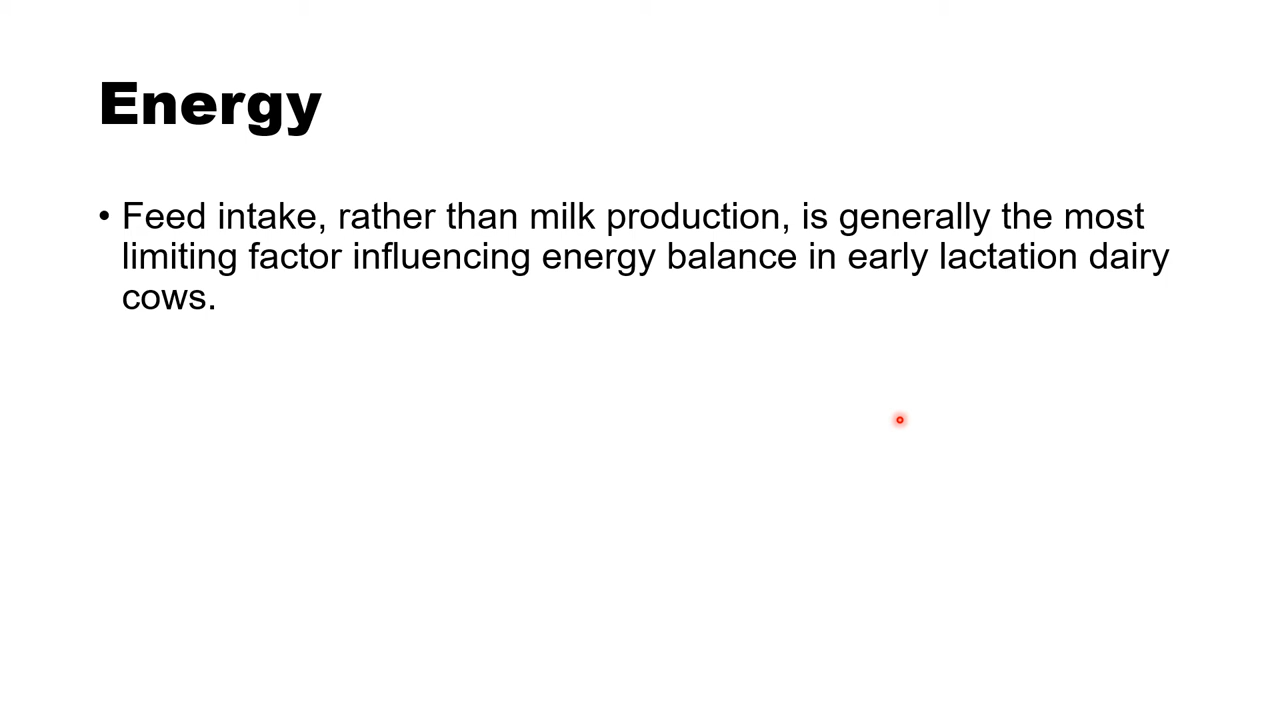 Energy
• Feed intake, rather than milk production, is generally the most
limiting factor influencing energy balance in early lactation dairy
cows.